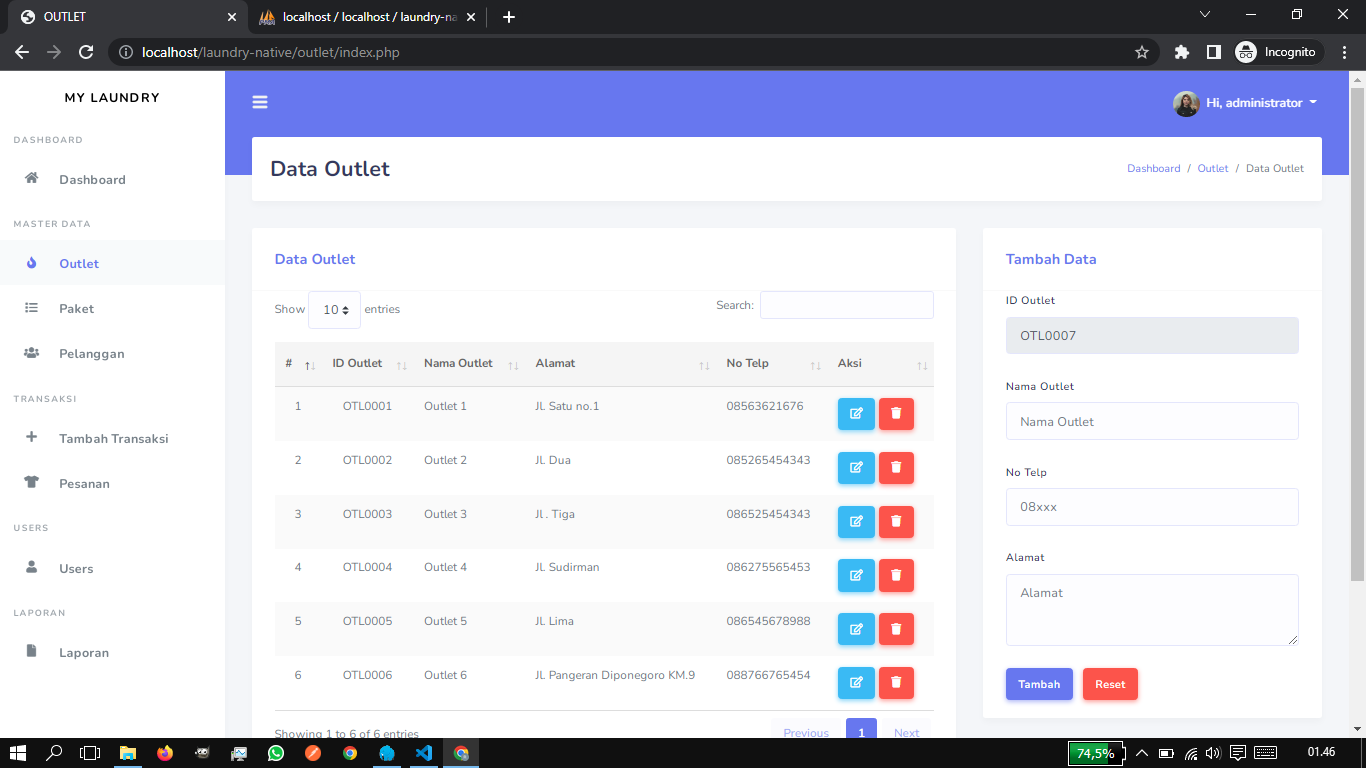 OUTLET
localhost / localhost / laundry-na
localhost/laundry-native/outlet/index.php
Incognito
MY LAUNDRY
DASHBOARD
Dashboard
MASTER DATA
Outlet
Paket
Pelanggan
TRANSAKSI
Tambah Transaksi
Pesanan
USERS
Users
LAPORAN
Laporan
Hi, administrator
Data Outlet
Dashboard / Outlet / Data Outlet
Data Outlet
Show 10 entries
Search:
# ID Outlet Nama Outlet Alamat No Telp Aksi
1 OTL0001 Outlet 1 Jl. Satu no.1 08563621676
2 OTL0002 Outlet 2 Jl. Dua 085265454343
3 OTL0003 Outlet 3 Jl . Tiga 086525454343
4 OTL0004 Outlet 4 Jl. Sudirman 086275565453
5 OTL0005 Outlet 5 Jl. Lima 086545678988
6 OTL0006 Outlet 6 Jl. Pangeran Diponegoro KM.9 088766765454
Showing 1 to 6 of 6 entries
Previous 1 Next
Tambah Data
ID Outlet
OTL0007
Nama Outlet
Nama Outlet
No Telp
08xxx
Alamat
Alamat
Tambah Reset
74,5%
01.46